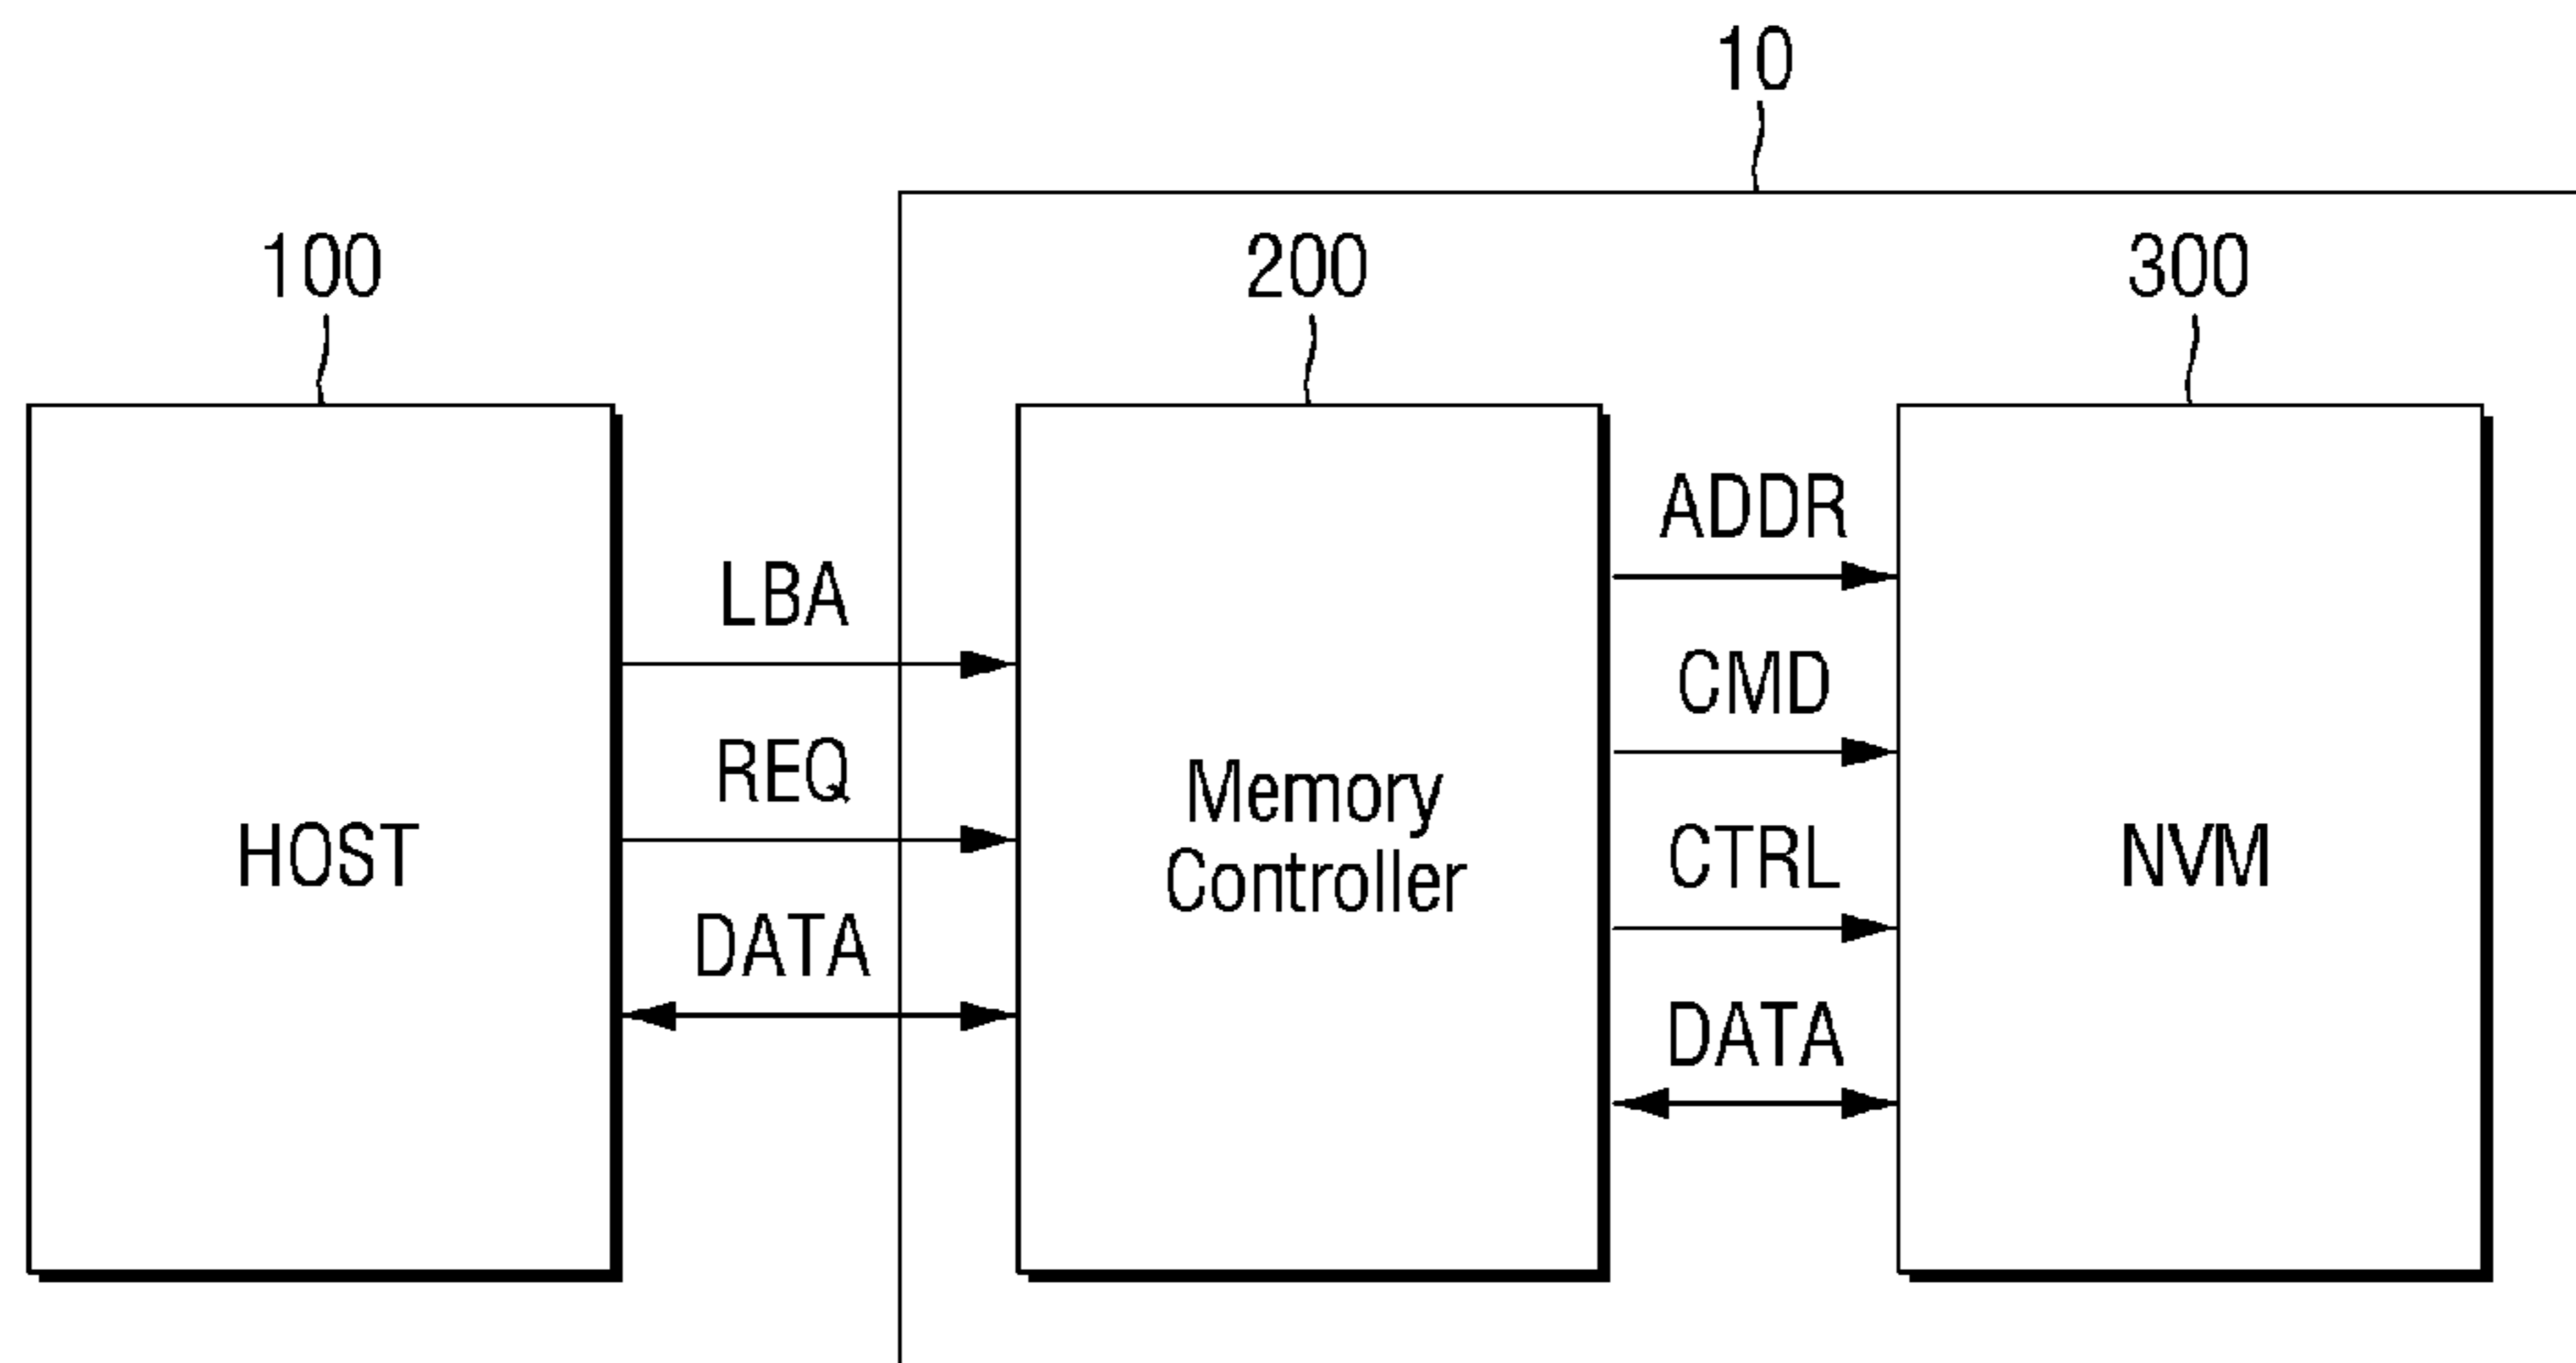 10
100
200
300
HOST
LBA
REQ
DATA
Memory
Controller
ADDR
CMD
CTRL
DATA
NVM